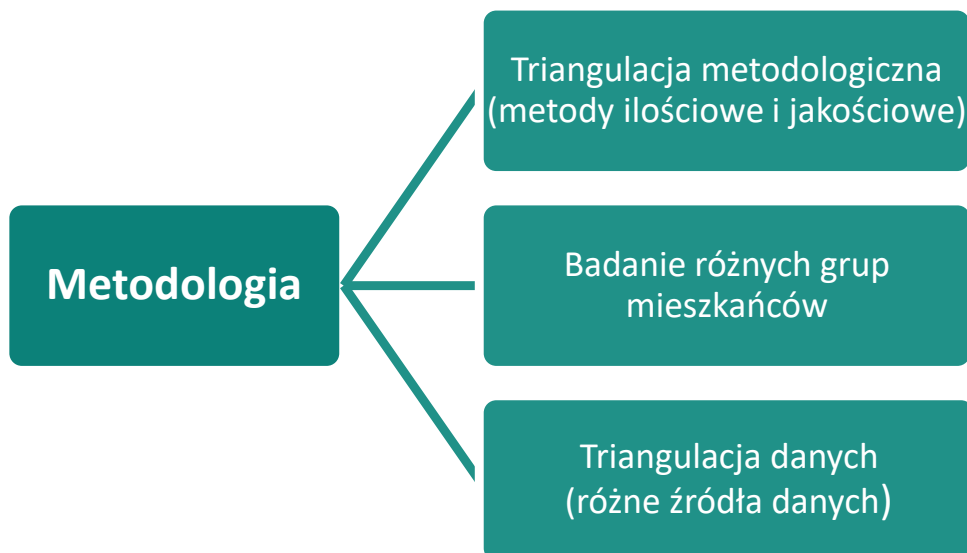 Triangulacja metodologiczna
(metody ilościowe i jakościowe)
Metodologia
Badanie różnych grup
mieszkańców
Triangulacja danych
(różne źródła danych)